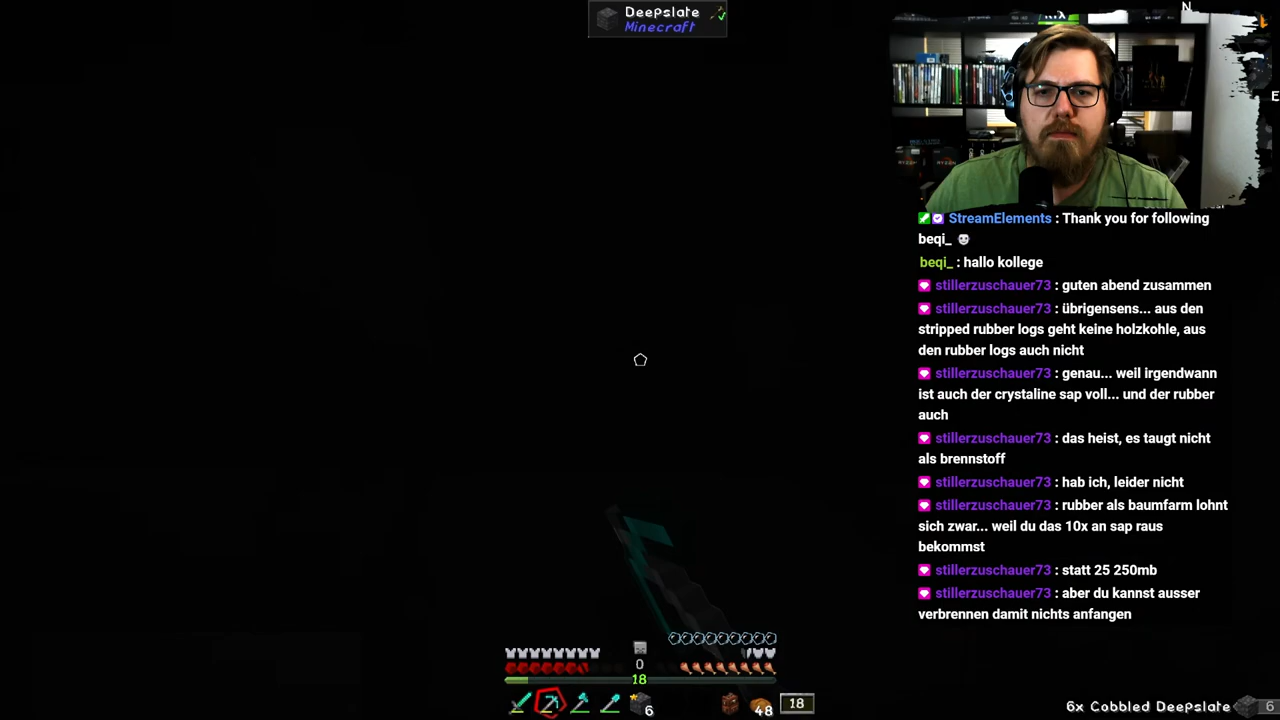 Deepslate
Minecraft
N
E
StreamElements : Thank you for following
beqi_
beqi_ : hallo kollege
stillerzuschauer73 : guten abend zusammen
stillerzuschauer73 : übrigensens... aus den
stripped rubber logs geht keine holzkohle, aus
den rubber logs auch nicht
stillerzuschauer73 : genau... weil irgendwann
ist auch der crystaline sap voll... und der rubber
auch
stillerzuschauer73 : das heist, es taugt nicht
als brennstoff
stillerzuschauer73 : hab ich, leider nicht
stillerzuschauer73 : rubber als baumfarm lohnt
sich zwar... weil du das 10x an sap raus
bekommst
stillerzuschauer73 : statt 25 250mb
stillerzuschauer73 : aber du kannst ausser
verbrennen damit nichts anfangen
0
18
6
48
18
6x Cobbled Deepslate
6